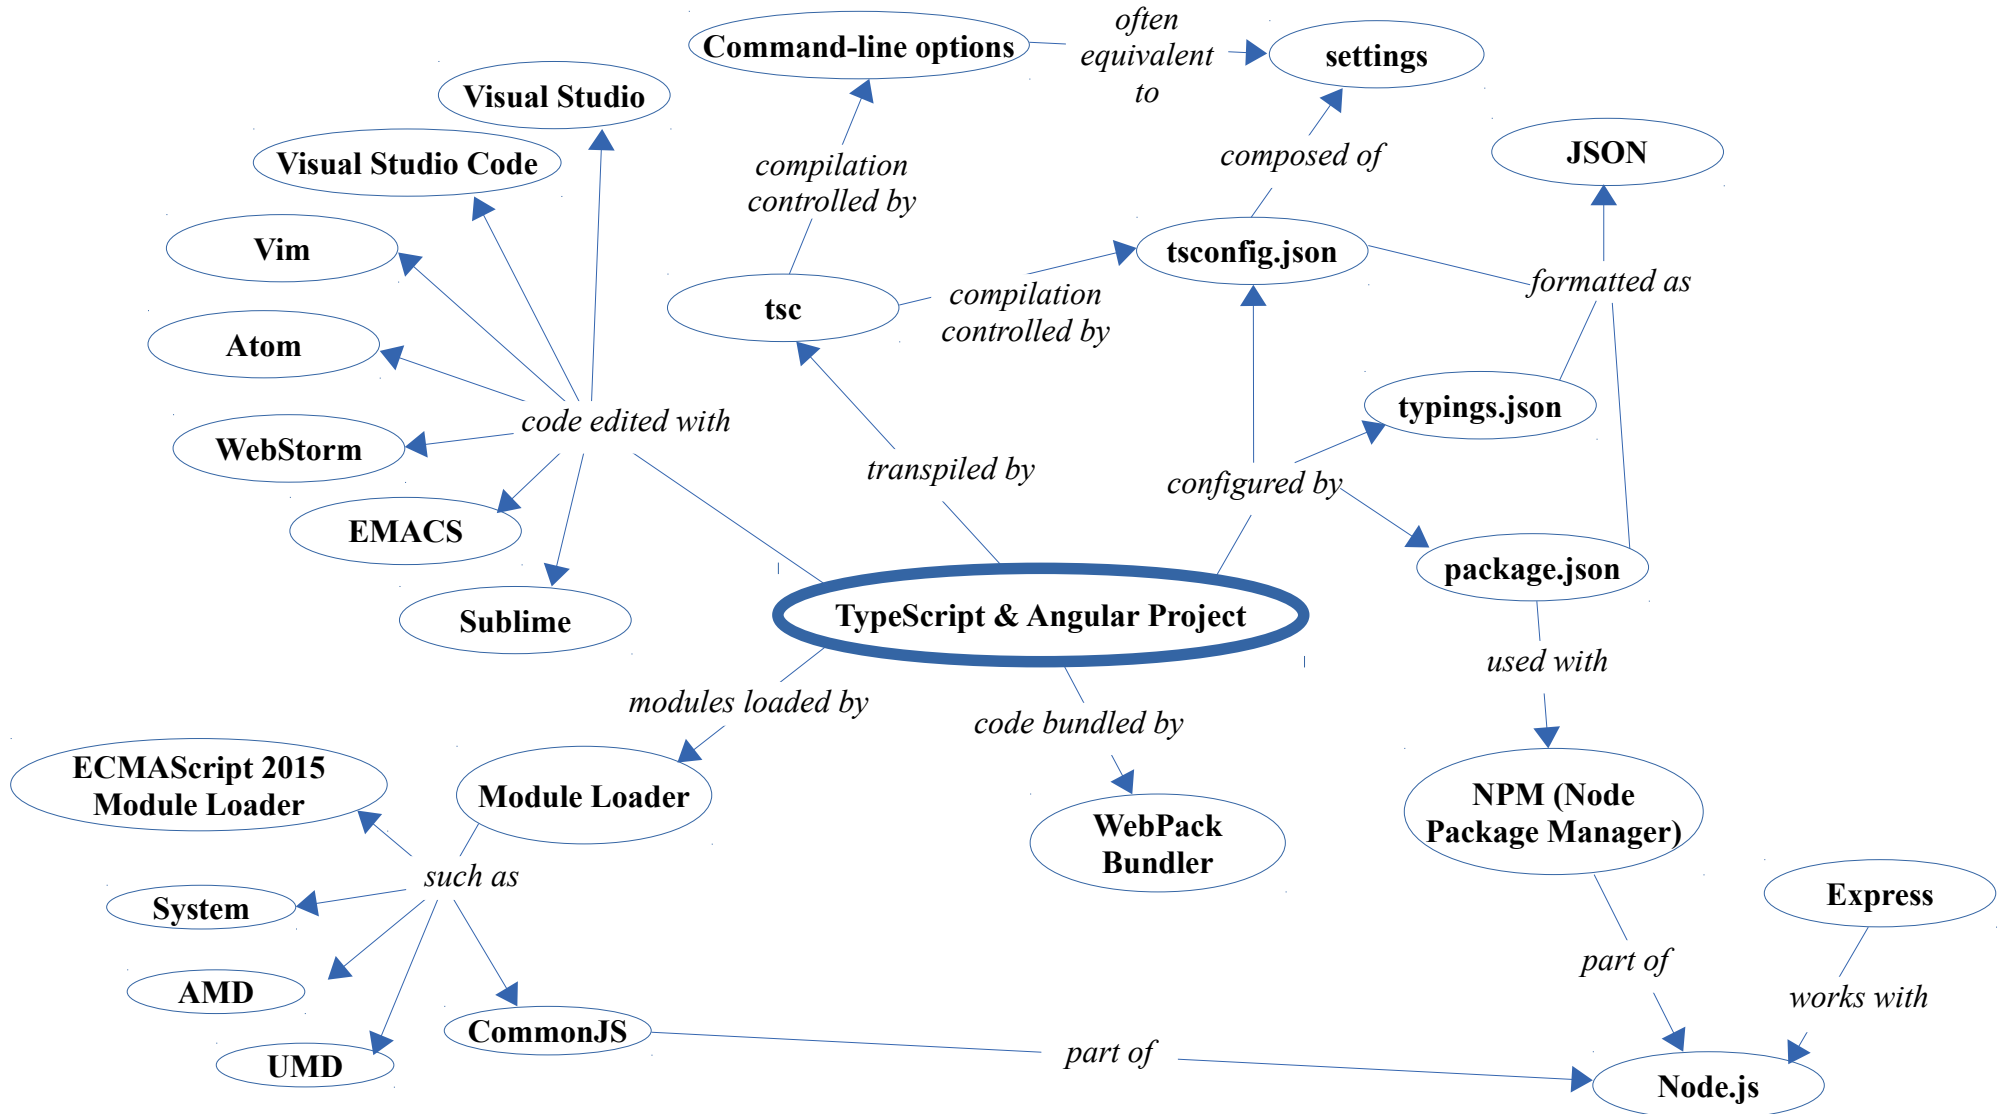 often
equivalent
to
Command-line options
settings
Visual Studio
Visual Studio Code
compilation
controlled by
composed of
JSON
Vim
tsconfig.json
formatted as
tsc
compilation
controlled by
Atom
code edited with
typings.json
WebStorm
transpiled by
configured by
EMACS
package.json
Sublime
TypeScript & Angular Project
used with
modules loaded by
code bundled by
ECMAScript 2015
Module Loader
Module Loader
WebPack
Bundler
NPM (Node
Package Manager)
such as
System
Express
part of
AMD
works with
CommonJS
part of
UMD
Node.js